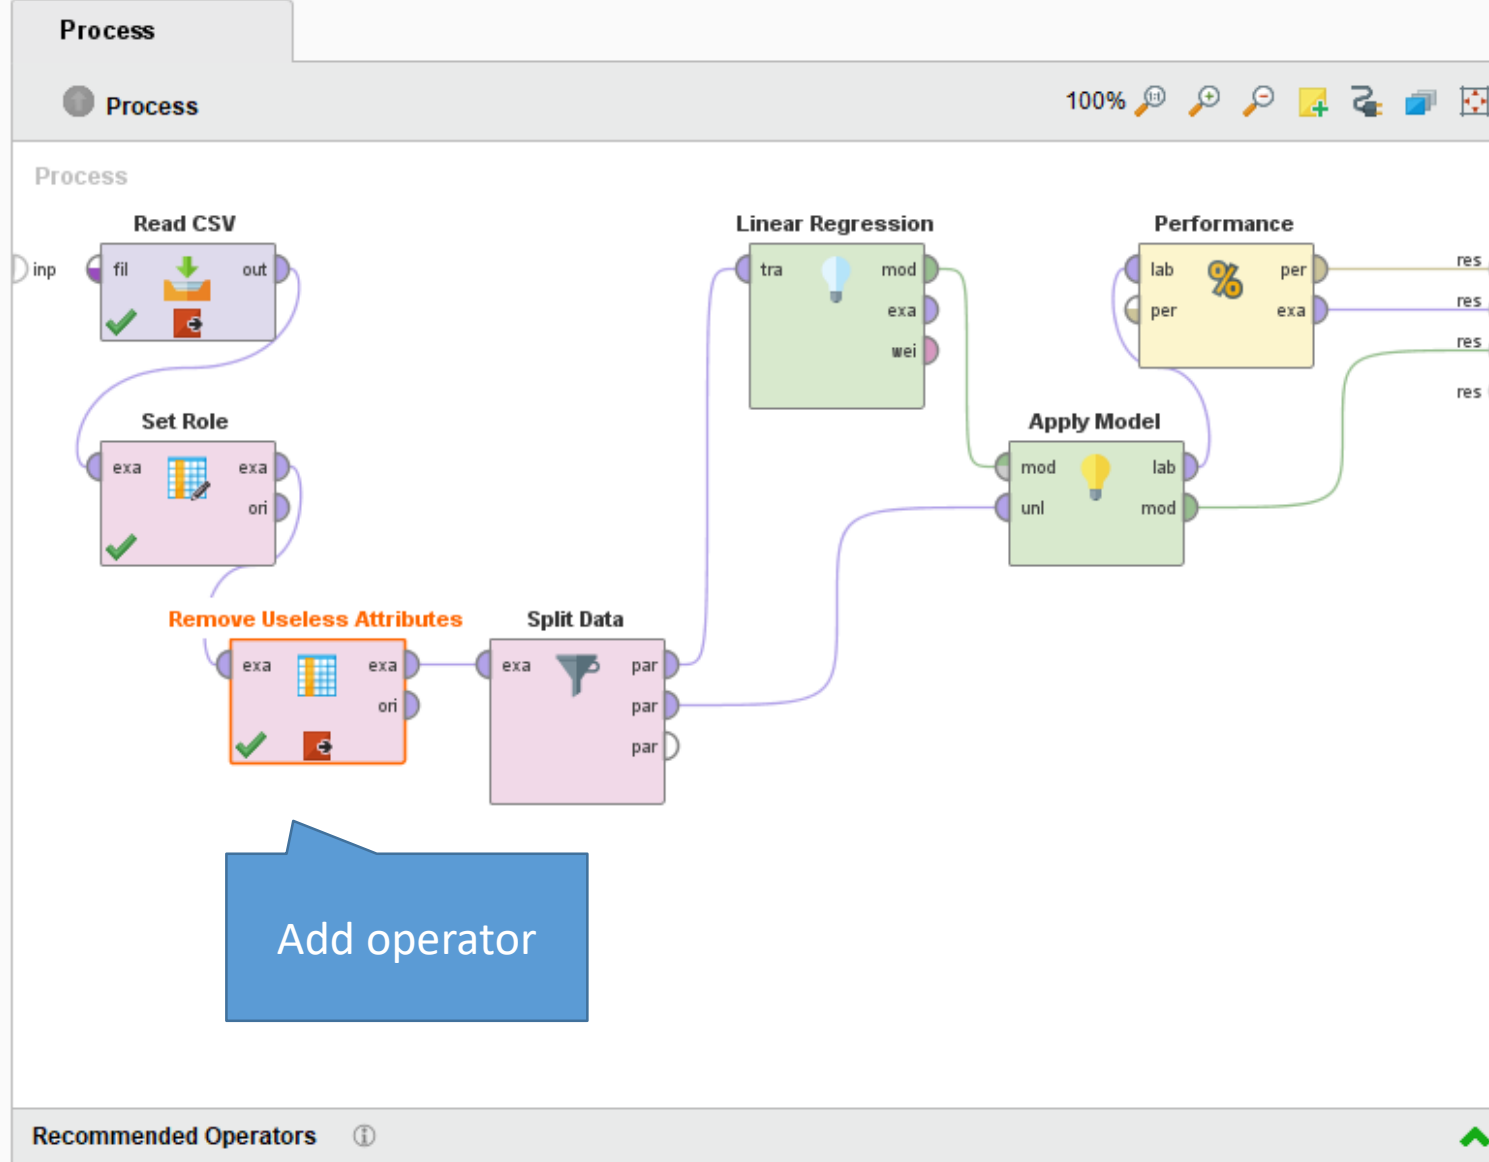 Process
Process
100%
Process
Read CSV
inp
fil
out
Set Role
exa
exa
ori
Remove Useless Attributes
exa
exa
ori
Split Data
exa
par
par
par
Linear Regression
tra
mod
exa
wei
Apply Model
mod
lab
unl
mod
Performance
lab
per
per
exa
res
res
res
res
Add operator
Recommended Operators